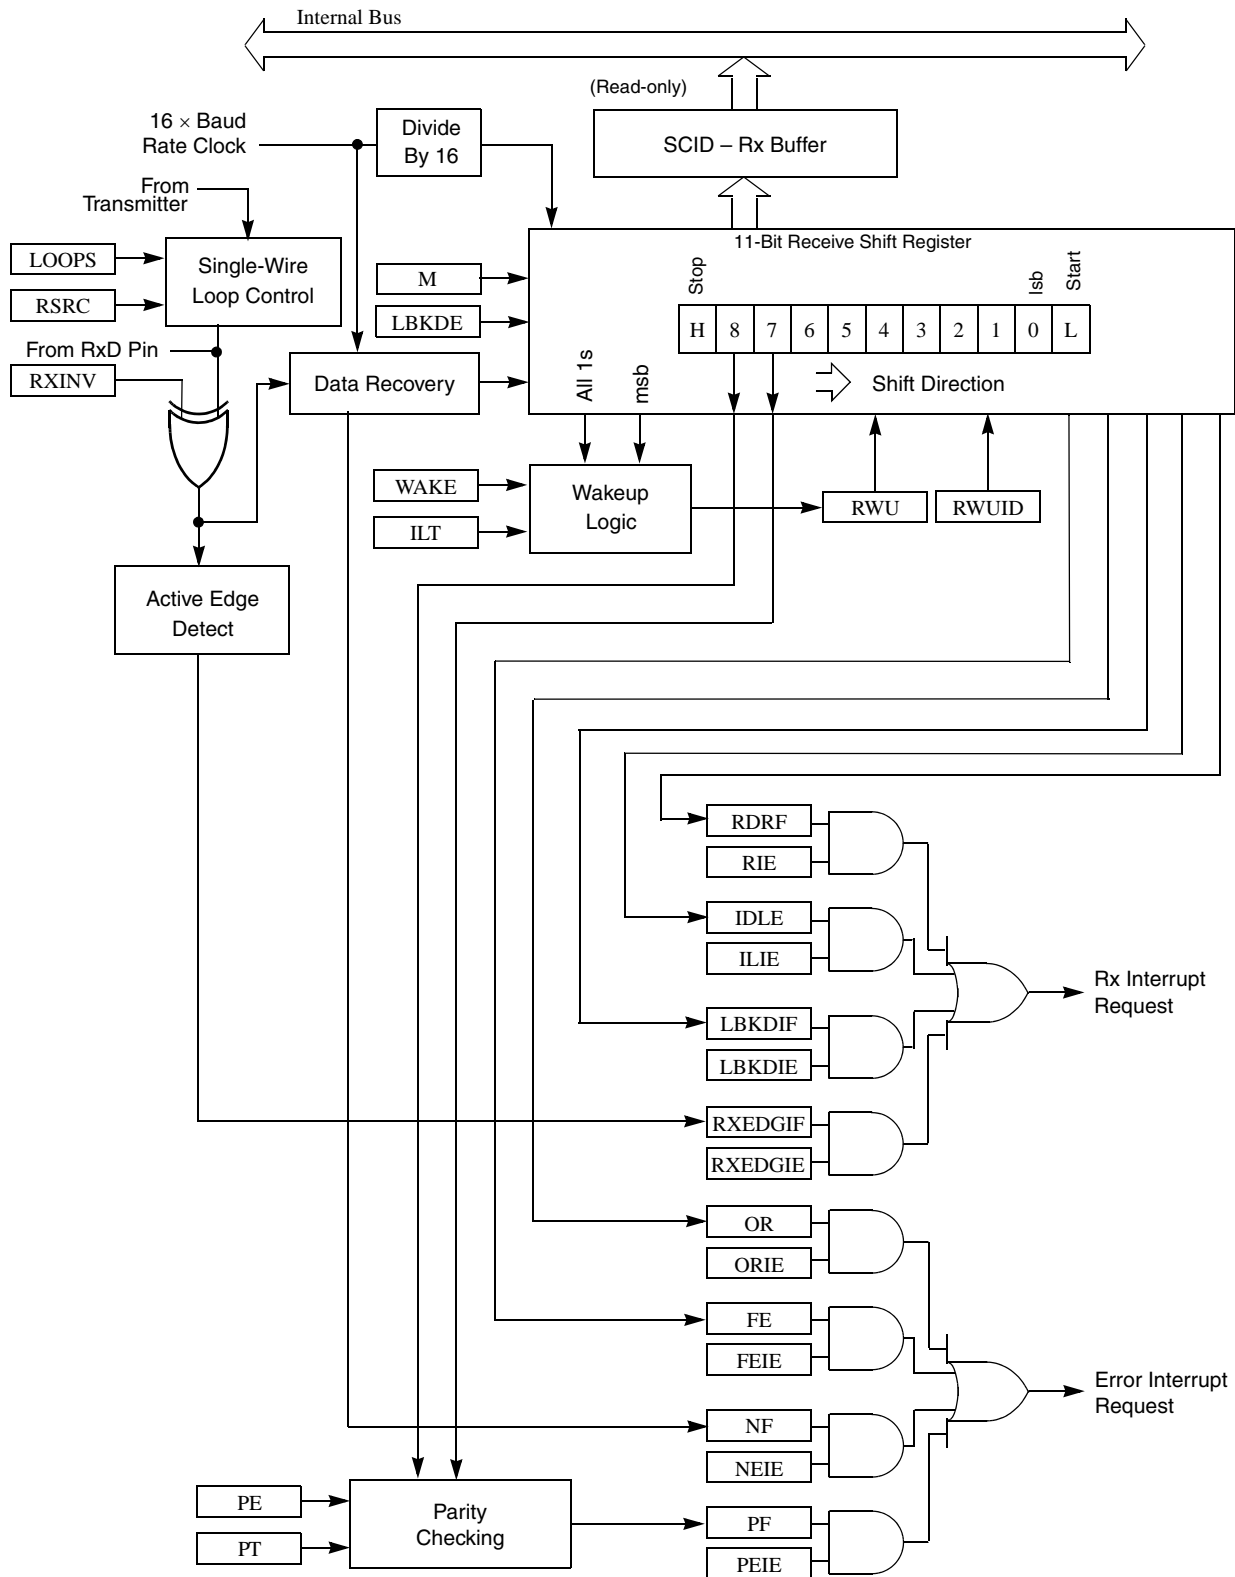 Internal Bus
(Read-only)
16 × Baud
Rate Clock
Divide
By 16
SCID – Rx Buffer
From
Transmitter
11-Bit Receive Shift Register
LOOPS
RSRC
Single-Wire
Loop Control
M
LBKDE
Stop
lsb
Start
H 8 7 6 5 4 3 2 1 0 L
From RxD Pin
RXINV
Data Recovery
All 1s
msb
Shift Direction
WAKE
ILT
Wakeup
Logic
RWU
RWUID
Active Edge
Detect
RDRF
RIE
IDLE
ILIE
Rx Interrupt
Request
LBKDIF
LBKDIE
RXEDGIF
RXEDGIE
OR
ORIE
FE
FEIE
Error Interrupt
Request
NF
NEIE
PE
PT
Parity
Checking
PF
PEIE